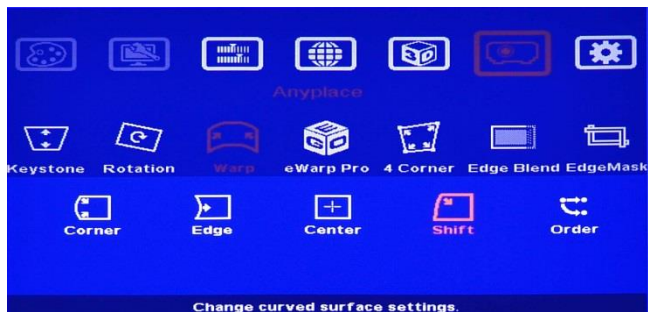 Anyplace
Keystone Rotation Warp eWarp Pro 4 Corner Edge Blend EdgeMask
Corner Edge Center Shift Order
Change curved surface settings.